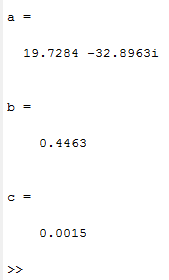 a =
19.7284 -32.8963i
b =
0.4463
c =
0.0015
>>